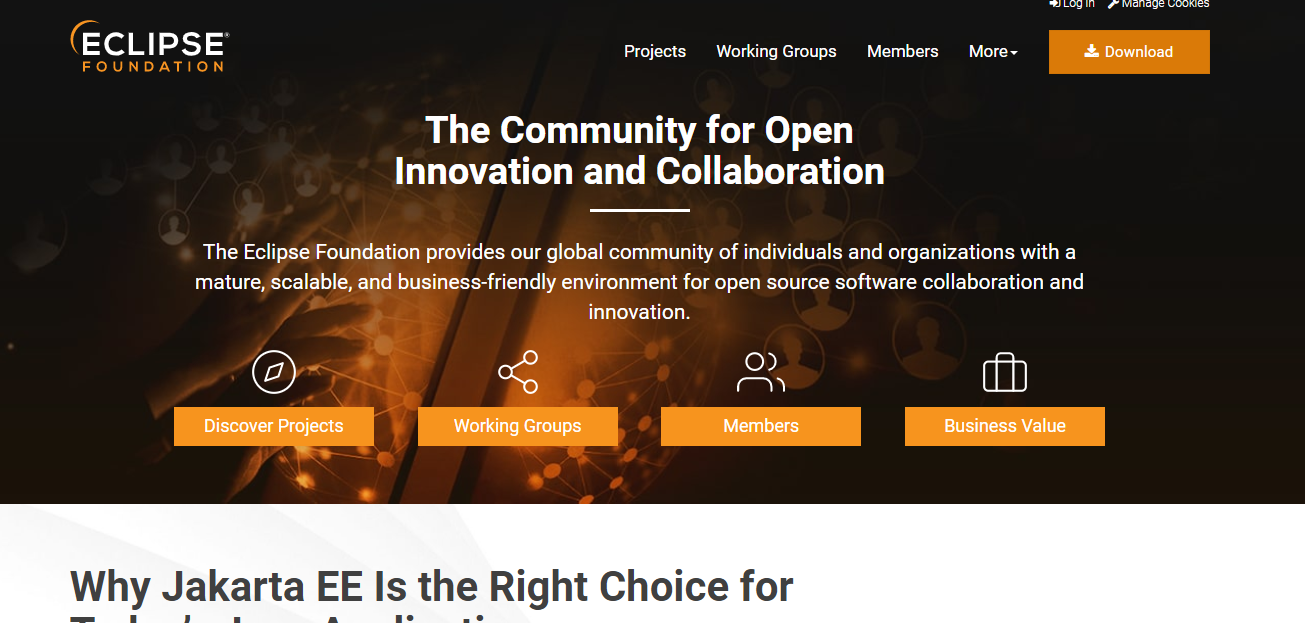 Log in Manage Cookies
ECLIPSE®
FOUNDATION
Projects Working Groups Members More Download
The Community for Open
Innovation and Collaboration
The Eclipse Foundation provides our global community of individuals and organizations with a
mature, scalable, and business-friendly environment for open source software collaboration and
innovation.
Discover Projects Working Groups Members Business Value
Why Jakarta EE Is the Right Choice for